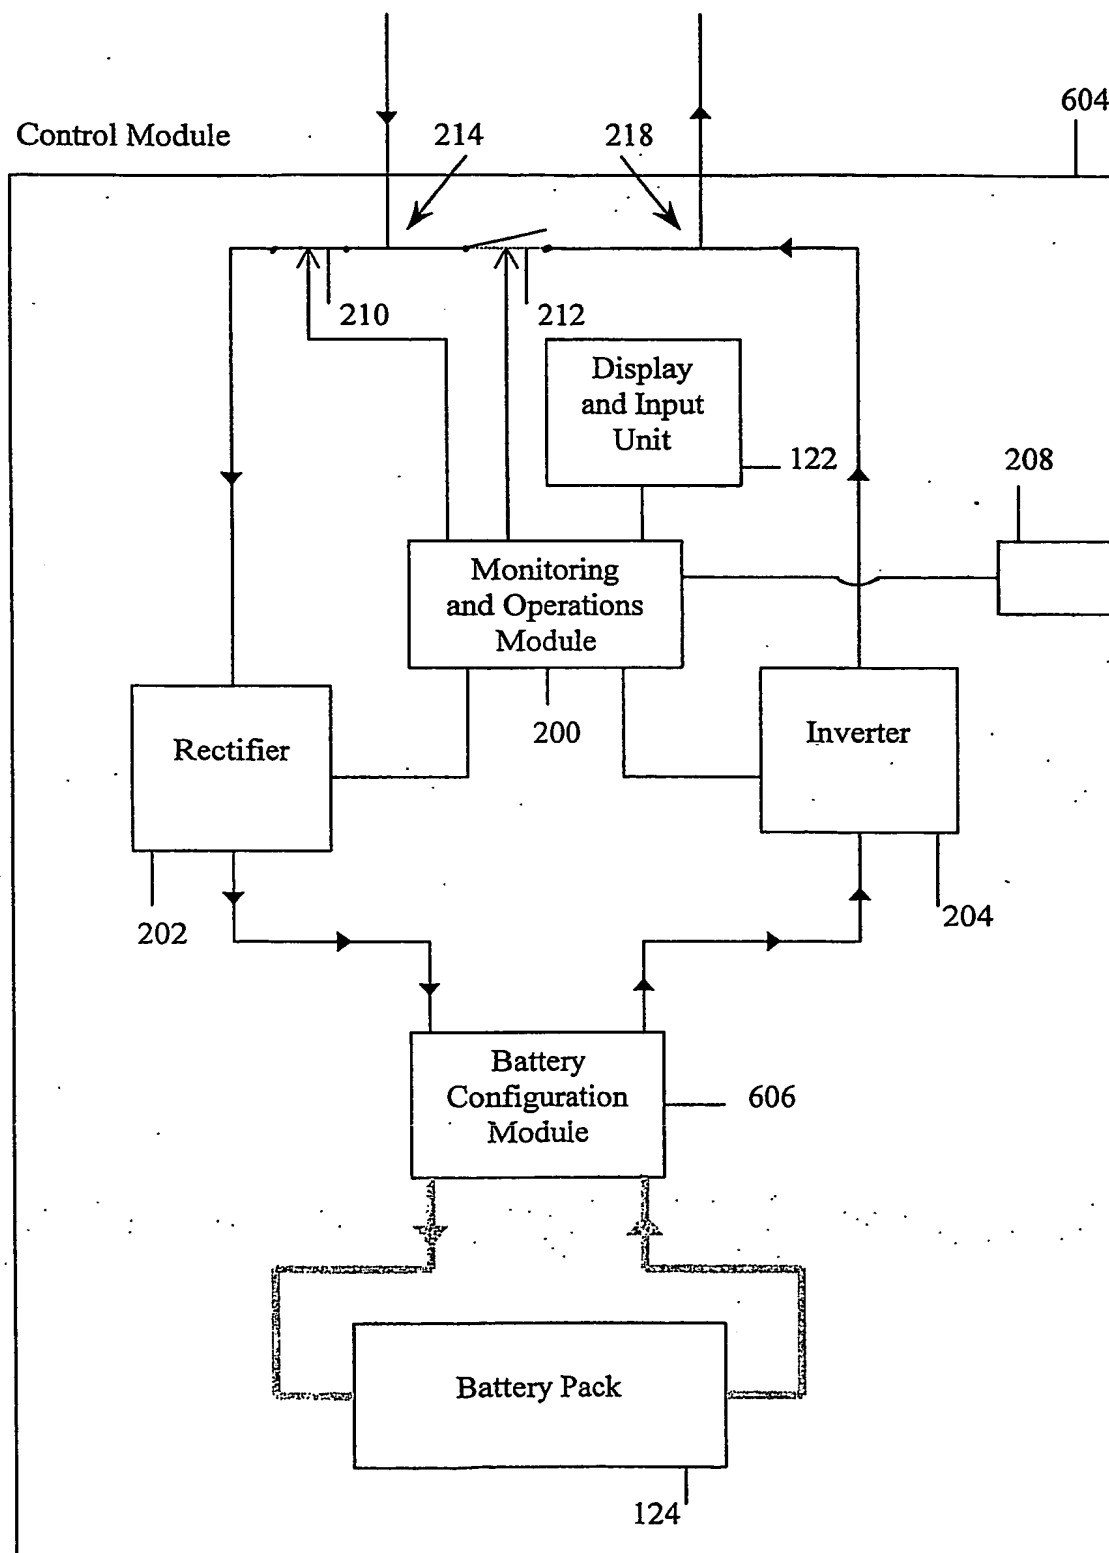 604
Control Module
214
218
210
212
Display
and Input
Unit
122
208
Monitoring
and Operations
Module
200
Rectifier
Inverter
202
204
Battery
Configuration
Module
606
Battery Pack
124